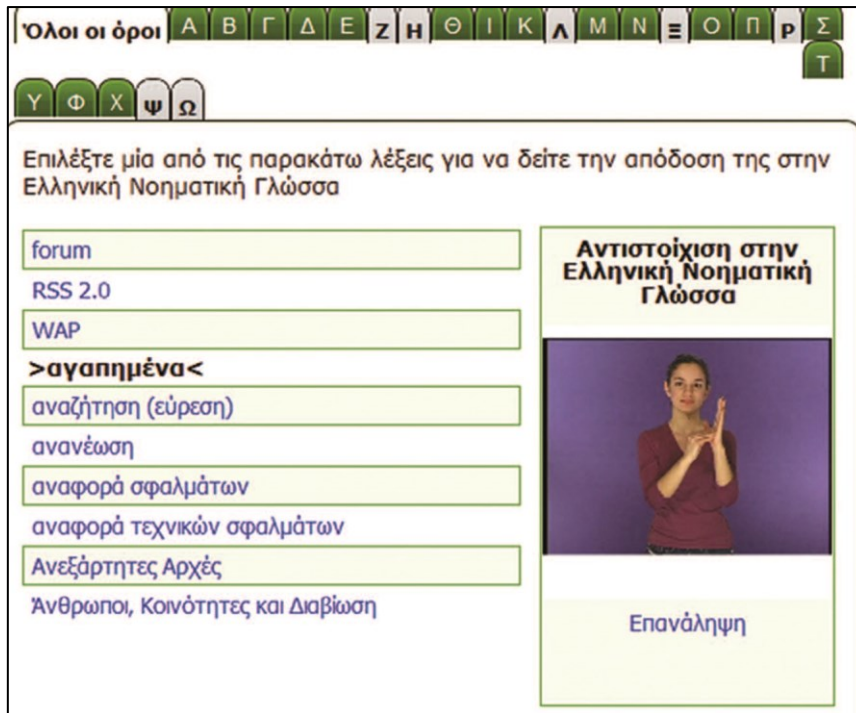 Όλοι οι όροι Α Β Γ Δ Ε Ζ Η Θ Ι Κ Λ Μ Ν Ξ Ο Π Ρ Σ
Τ
Υ Φ Χ Ψ Ω
Επιλέξτε μία από τις παρακάτω λέξεις για να δείτε την απόδοση της στην
Ελληνική Νοηματική Γλώσσα
forum
RSS 2.0
WAP
>αγαπημένα<
αναζήτηση (εύρεση)
ανανέωση
αναφορά σφαλμάτων
αναφορά τεχνικών σφαλμάτων
Ανεξάρτητες Αρχές
Άνθρωποι, Κοινότητες και Διαβίωση
Αντιστοίχιση στην
Ελληνική Νοηματική
Γλώσσα
Επανάληψη